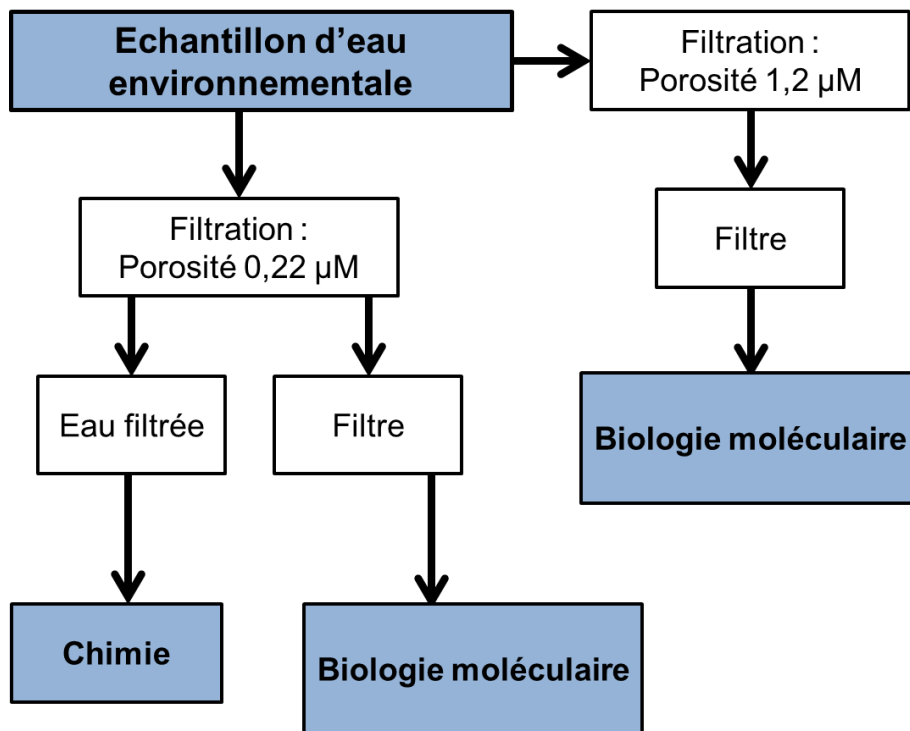 Echantillon d’eau
environnementale
Filtration :
Porosité 1,2 µM
Filtration :
Porosité 0,22 µM
Filtre
Eau filtrée
Filtre
Biologie moléculaire
Chimie
Biologie moléculaire